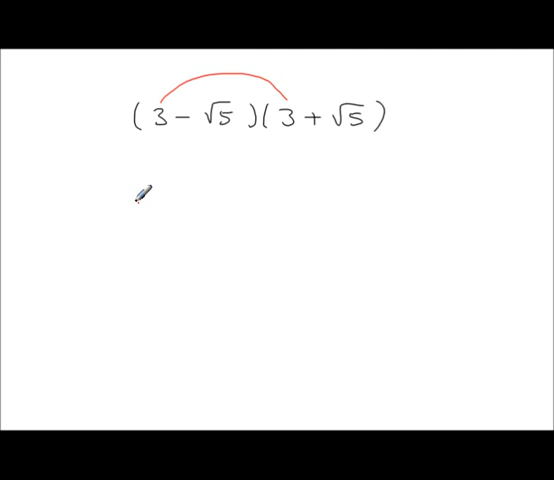 (3 - √5)(3 + √5)